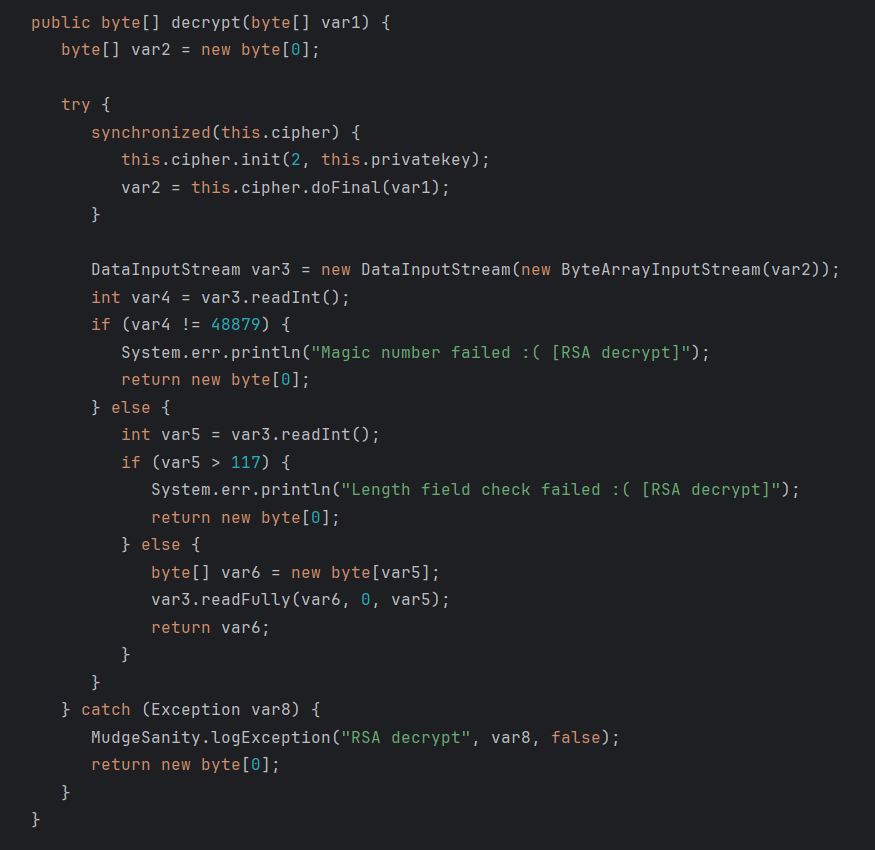 public byte[] decrypt(byte[] var1) {
   byte[] var2 = new byte[0];

   try {
      synchronized(this.cipher) {
         this.cipher.init(2, this.privatekey);
         var2 = this.cipher.doFinal(var1);
      }

      DataInputStream var3 = new DataInputStream(new ByteArrayInputStream(var2));
      int var4 = var3.readInt();
      if (var4 != 48879) {
         System.err.println("Magic number failed :( [RSA decrypt]");
         return new byte[0];
      } else {
         int var5 = var3.readInt();
         if (var5 > 117) {
            System.err.println("Length field check failed :( [RSA decrypt]");
            return new byte[0];
         } else {
            byte[] var6 = new byte[var5];
            var3.readFully(var6, 0, var5);
            return var6;
         }
      }
   } catch (Exception var8) {
      MudgeSanity.logException("RSA decrypt", var8, false);
      return new byte[0];
   }
}